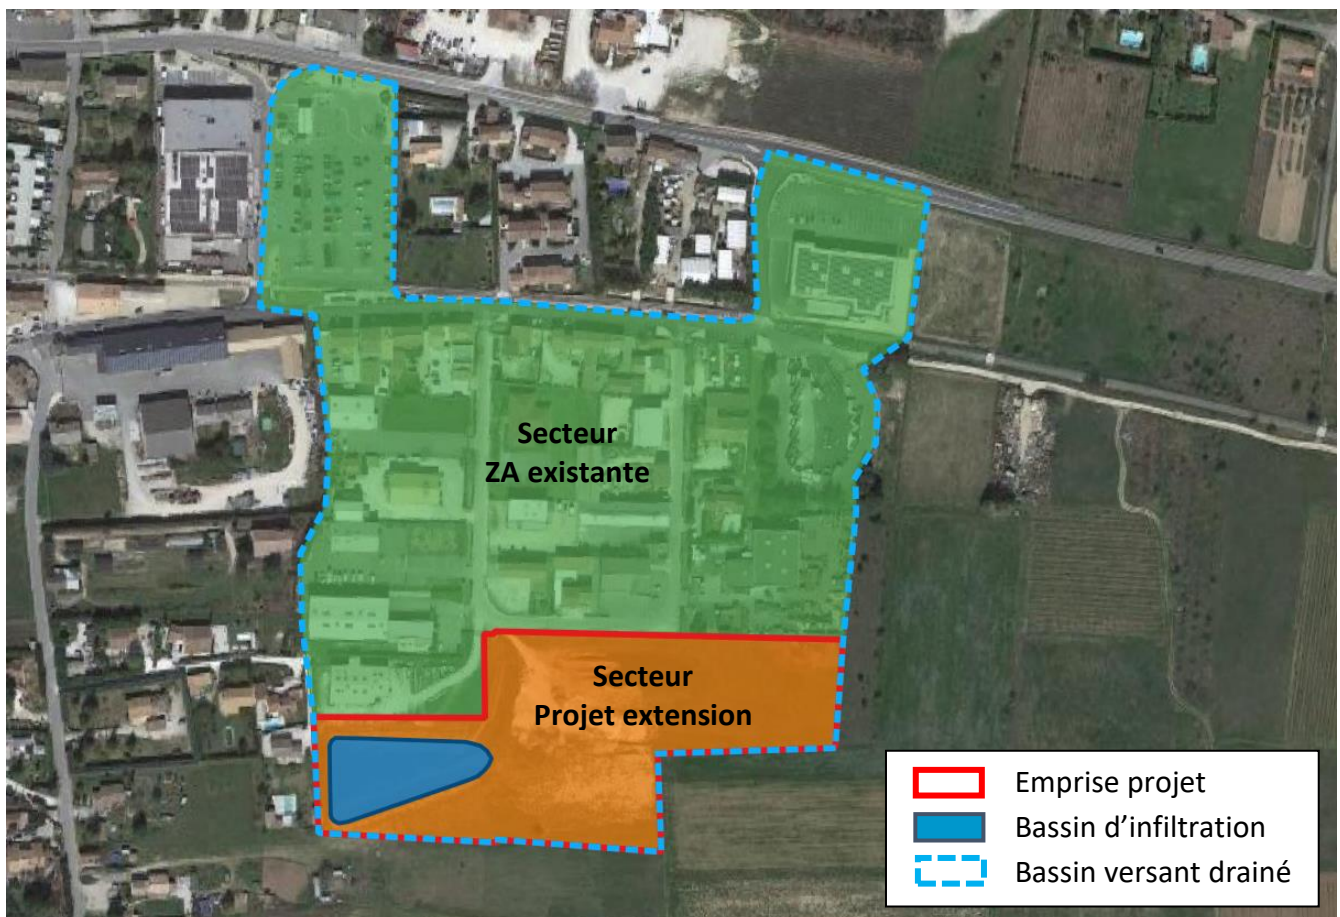 Secteur
ZA existante
Secteur
Projet extension
Emprise projet
Bassin d'infiltration
Bassin versant drainé